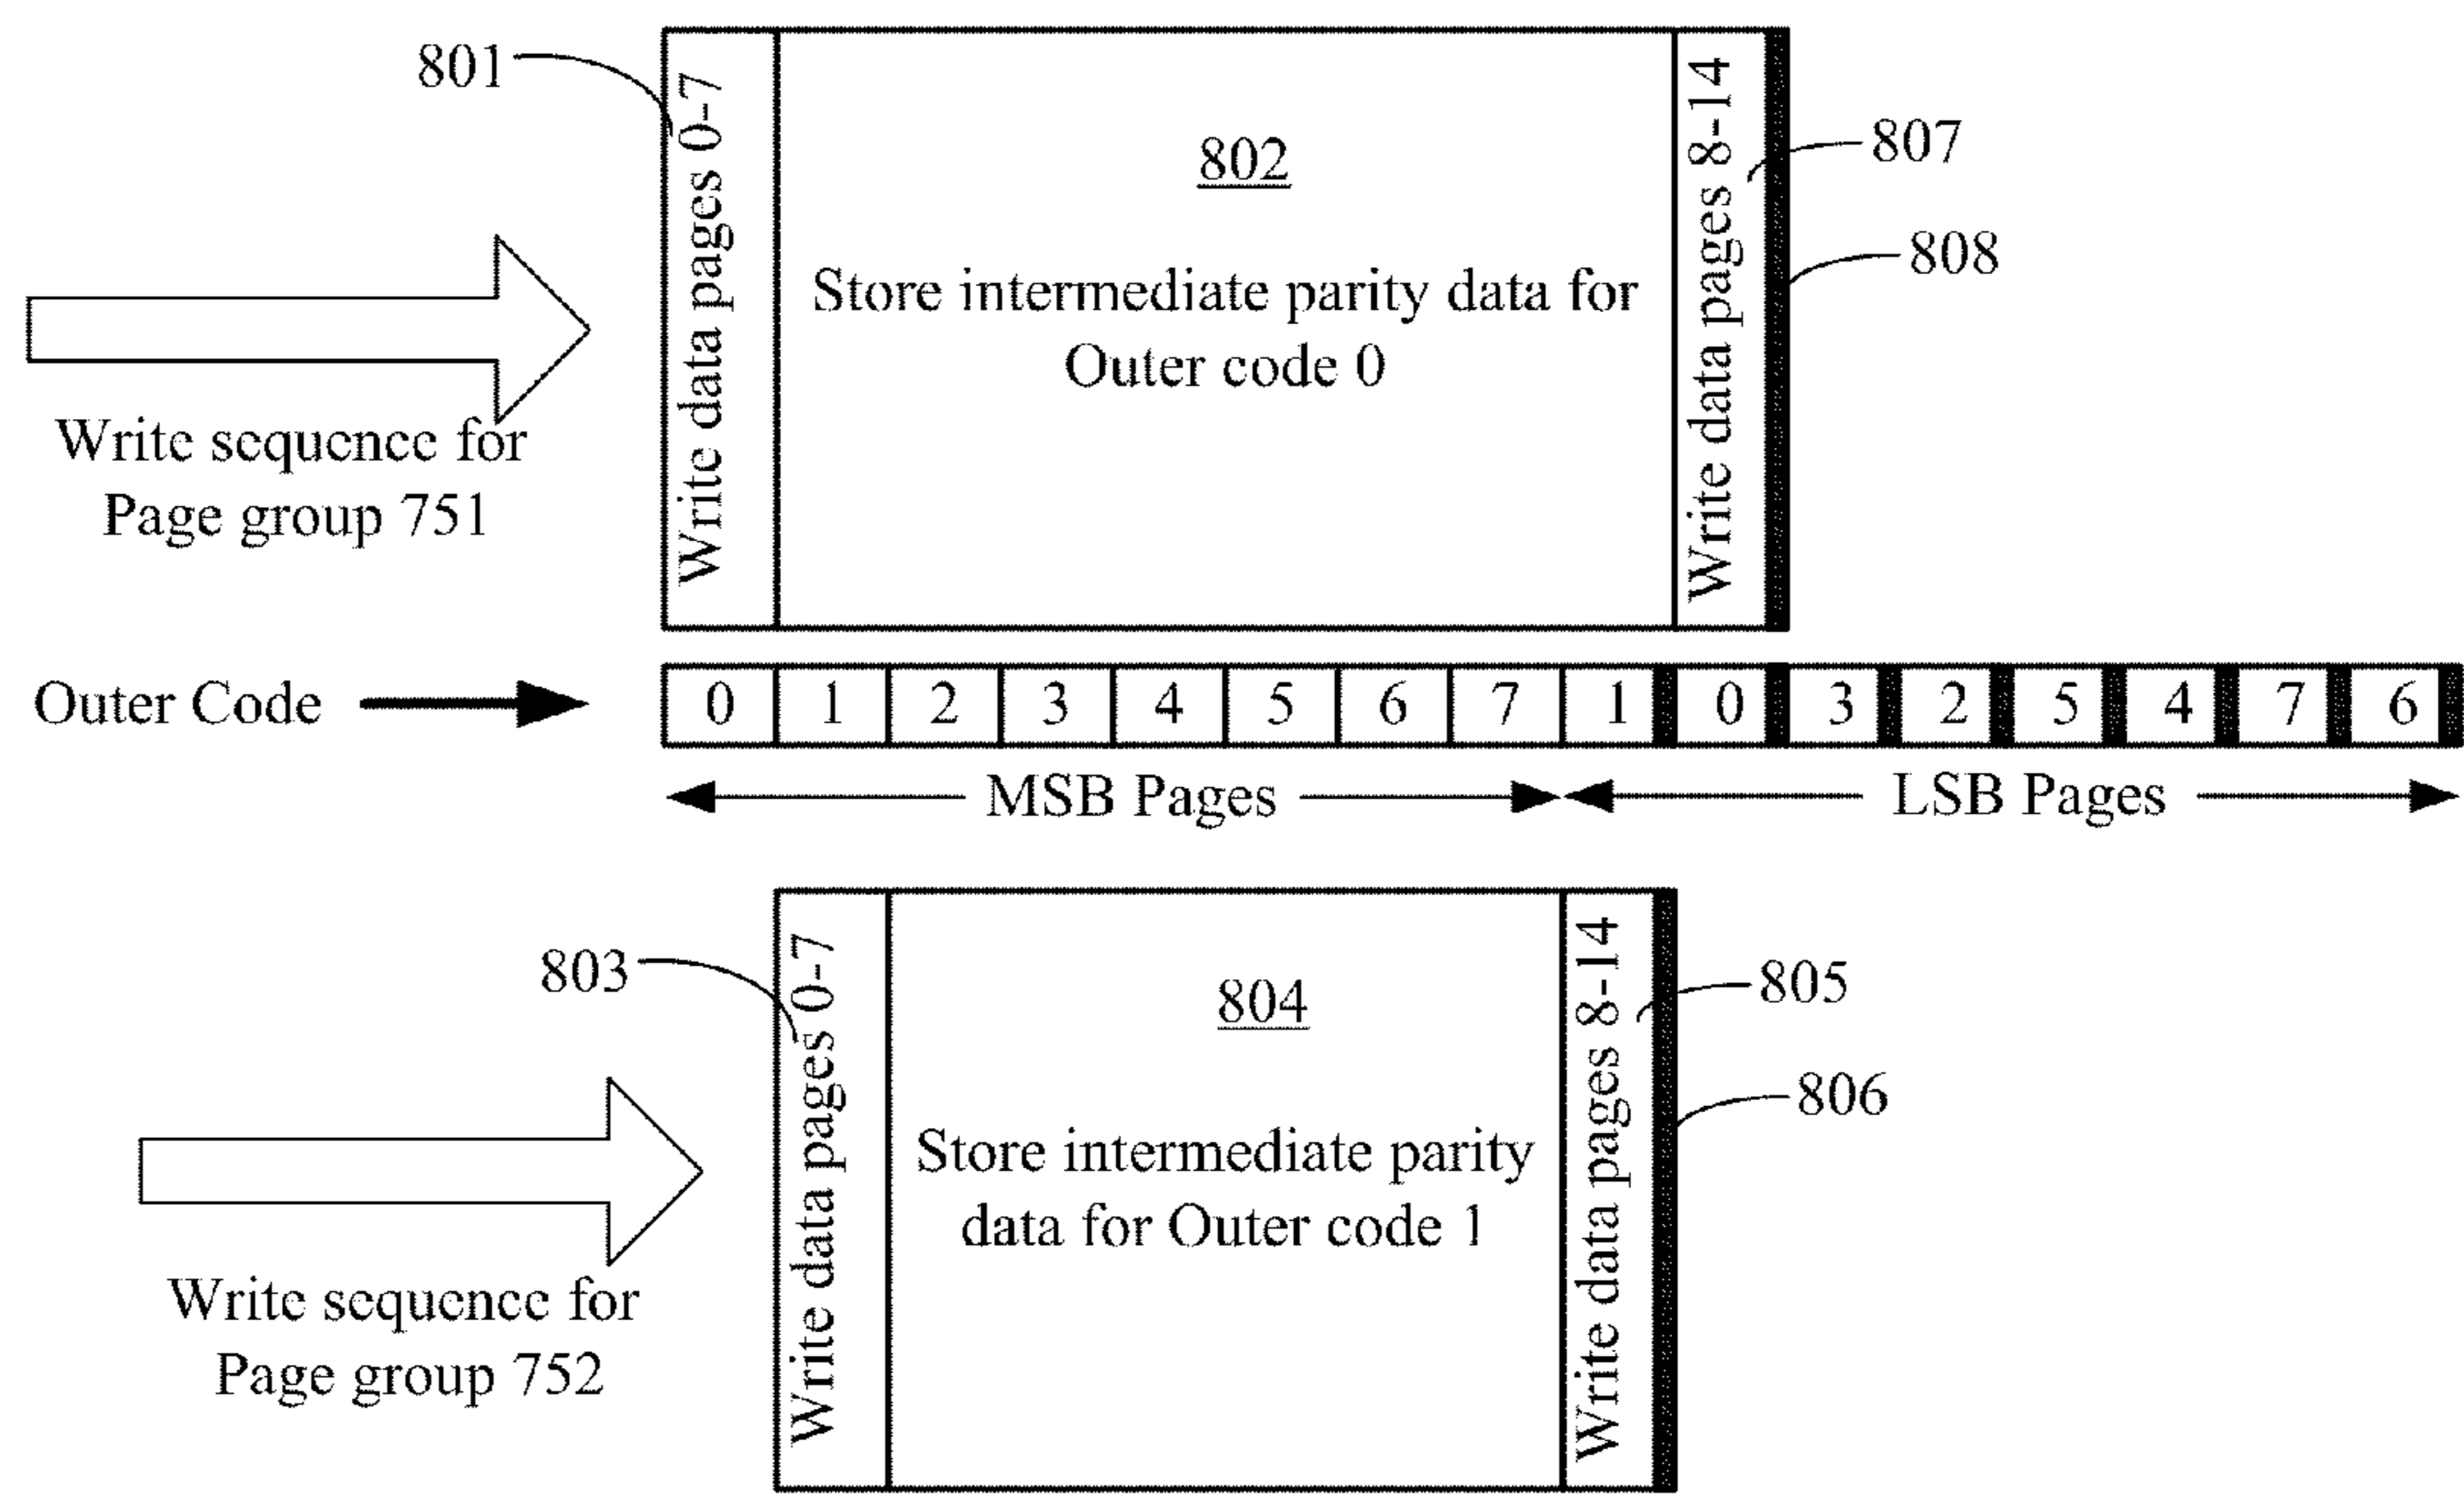 801
Write data pages 0-7
802
Store intermediate parity data for
Outer code 0
Write data pages 8-14
807
808
Write sequence for
Page group 751
Outer Code
0 1 2 3 4 5 6 7 1 0 3 2 5 4 7 6
MSB Pages
LSB Pages
803
Write data pages 0-7
804
Store intermediate parity
data for Outer code 1
Write data pages 8-14
805
806
Write sequence for
Page group 752